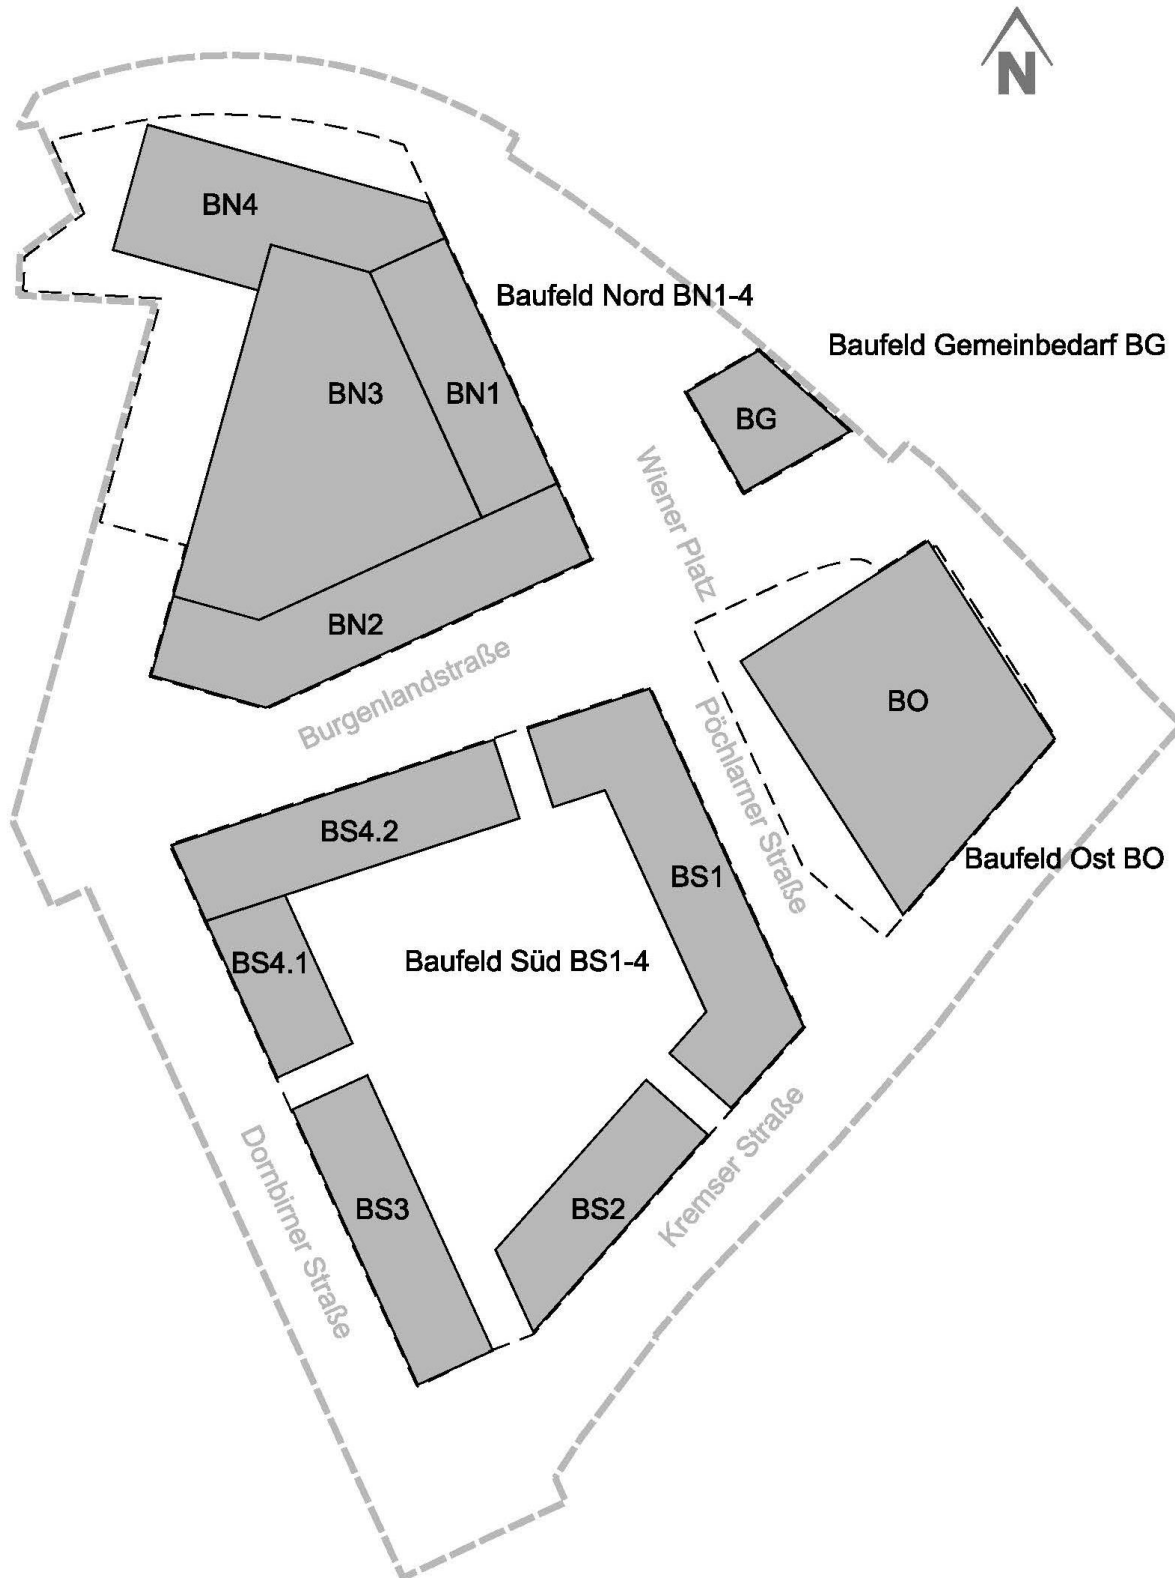 N
BN4
Baufeld Nord BN1-4
Baufeld Gemeinbedarf BG
BN3
BN1
BG
Wiener Platz
BN2
Burgenlandstraße
BO
Pöchlarner Straße
BS4.2
Baufeld Ost BO
BS1
BS4.1
Baufeld Süd BS1-4
Dornbirner Straße
Kremser Straße
BS3
BS2